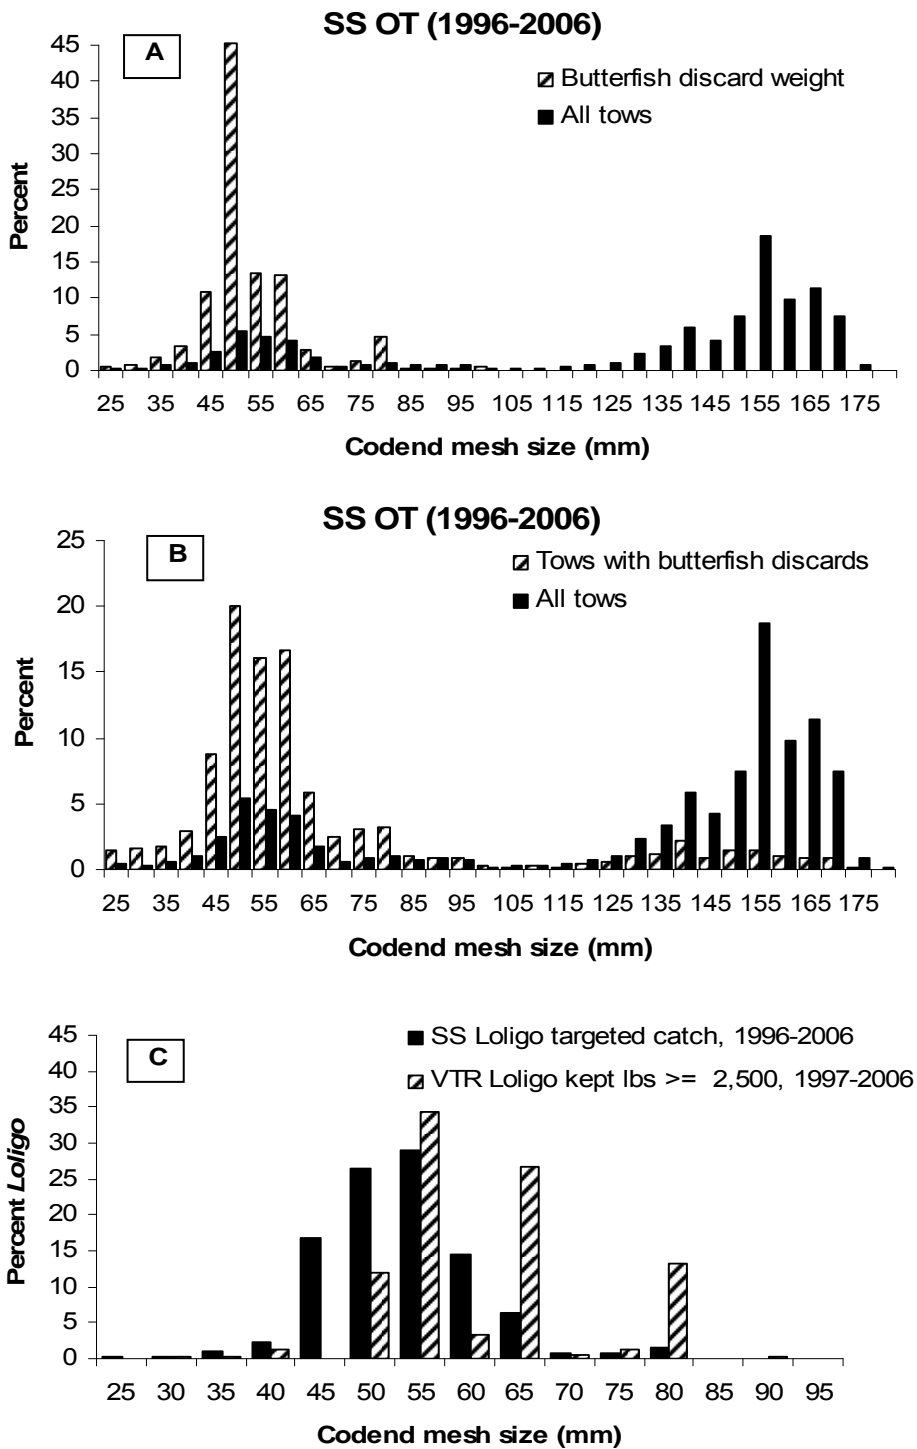 SS OT (1996-2006)
A
Butterfish discard weight
All tows
45
40
35
30
25
20
15
10
5
0
Percent
25 35 45 55 65 75 85 95 105 115 125 135 145 155 165 175
Codend mesh size (mm)
SS OT (1996-2006)
B
Tows with butterfish discards
All tows
25
20
15
10
5
0
Percent
25 35 45 55 65 75 85 95 105 115 125 135 145 155 165 175
Codend mesh size (mm)
C
SS Loligo targeted catch, 1996-2006
VTR Loligo kept lbs >= 2,500, 1997-2006
45
40
35
30
25
20
15
10
5
0
Percent Loligo
25 30 35 40 45 50 55 60 65 70 75 80 85 90 95
Codend mesh size (mm)